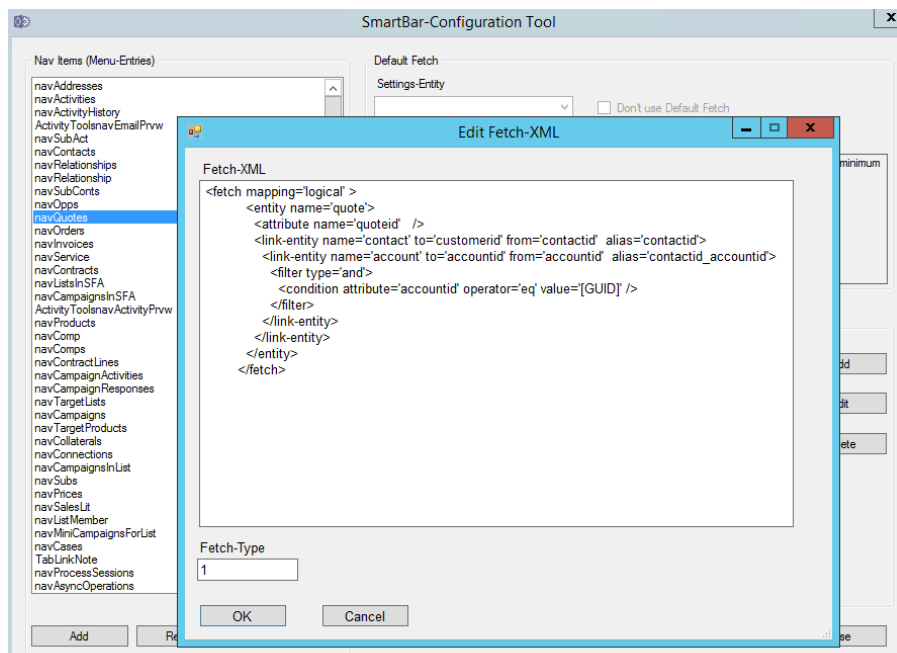 SmartBar-Configuration Tool
x
Nav Items (Menu-Entries)
Default Fetch
Settings-Entity
Don't use Default Fetch
navAddresses
navActivities
navActivityHistory
ActivityToolsnavEmailPrvw
navSubAct
navContacts
navRelationships
navRelationship
navSubConts
navOpps
navQuotes
navOrders
navInvoices
navService
navContracts
navListsInSFA
navCampaignsInSFA
ActivityToolsnavActivityPrvw
navProducts
navComp
navComps
navContractLines
navCampaignActivities
navCampaignResponses
navTargetLists
navCampaigns
navTargetProducts
navCollaterals
navConnections
navCampaignsInList
navSubs
navPrices
navSalesLit
navListMember
navMiniCampaignsForList
navCases
TabLinkNote
navProcessSessions
navAsyncOperations
Add
Re
Edit Fetch-XML
x
Fetch-XML
<fetch mapping='logical' >
<entity name='quote'>
<attribute name='quoteid' />
<link-entity name='contact' to='customerid' from='contactid' alias='contactid'>
<link-entity name='account' to='accountid' from='accountid' alias='contactid_accountid'>
<filter type='and'>
<condition attribute='accountid' operator='eq' value='[GUID]' />
</filter>
</link-entity>
</link-entity>
</entity>
</fetch>
Fetch-Type
1
OK
Cancel
minimum
dd
dit
ete
se